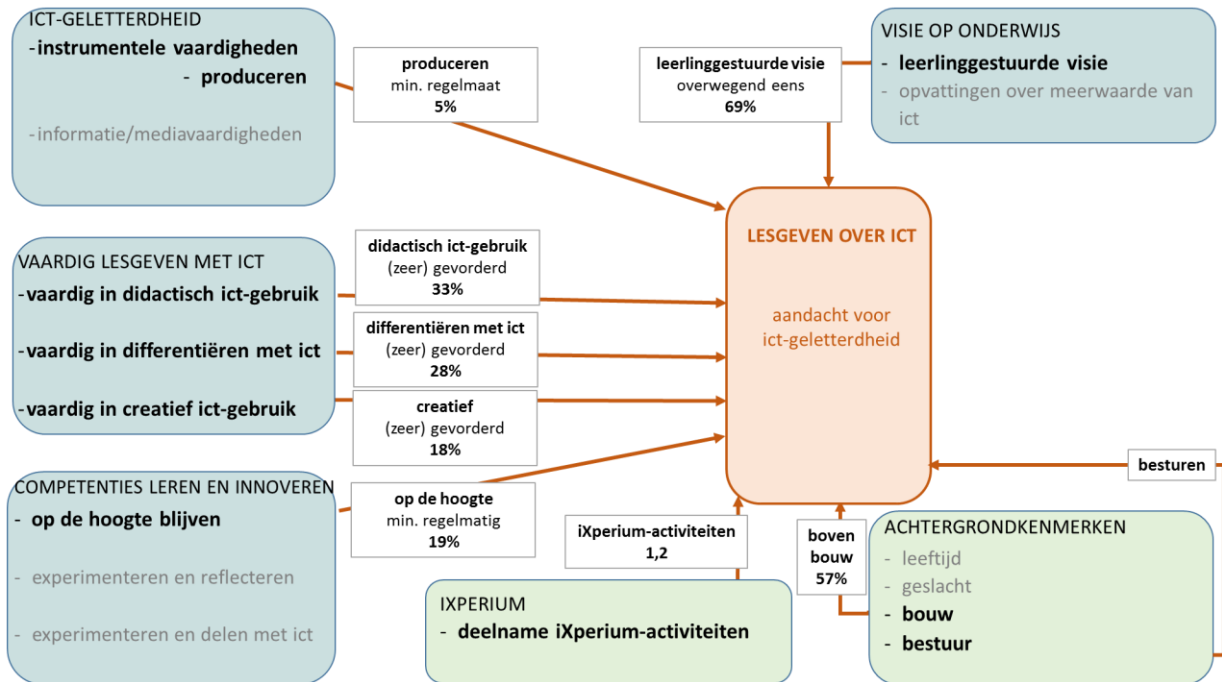 ICT-GELETTERDHEID
-instrumentele vaardigheden
- produceren
-informatie/mediavaardigheden
produceren
min. regelmaat
5%
leerlinggestuurde visie
overwegend eens
69%
VISIE OP ONDERWIJS
- leerlinggestuurde visie
- opvattingen over meerwaarde van
ict
VAARDIG LESGEVEN MET ICT
-vaardig in didactisch ict-gebruik
-vaardig in differentiëren met ict
-vaardig in creatief ict-gebruik
didactisch ict-gebruik
(zeer) gevorderd
33%
differentiëren met ict
(zeer) gevorderd
28%
creatief
(zeer) gevorderd
18%
LESGEVEN OVER ICT
aandacht voor
ict-geletterdheid
COMPETENTIES LEREN EN INNOVEREN
- op de hoogte blijven
- experimenteren en reflecteren
- experimenteren en delen met ict
op de hoogte
min. regelmatig
19%
iXperium-activiteiten
1,2
IXPERIUM
- deelname iXperium-activiteiten
boven
bouw
57%
besturen
ACHTERGRONDKENMERKEN
- leeftijd
- geslacht
- bouw
- bestuur